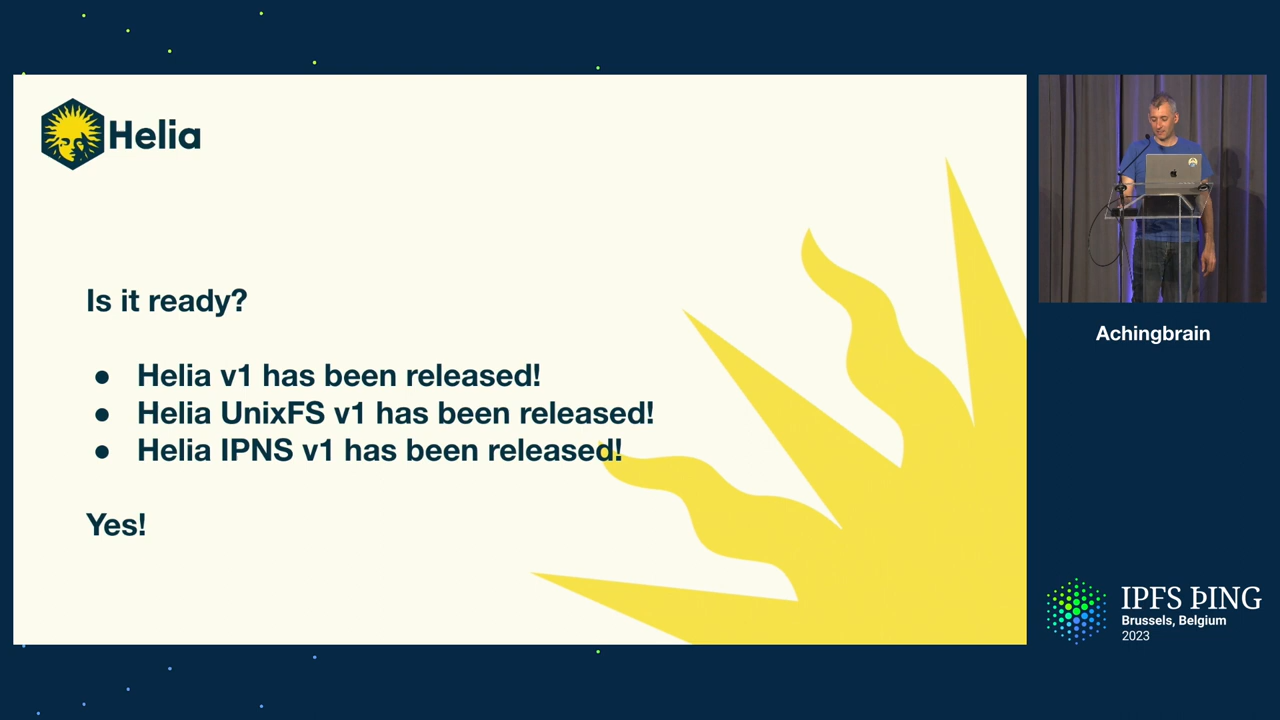 Helia
Is it ready?
● Helia v1 has been released!
● Helia UnixFS v1 has been released!
● Helia IPNS v1 has been released!
Yes!
Achingbrain
IPFS ÞING
Brussels, Belgium
2023